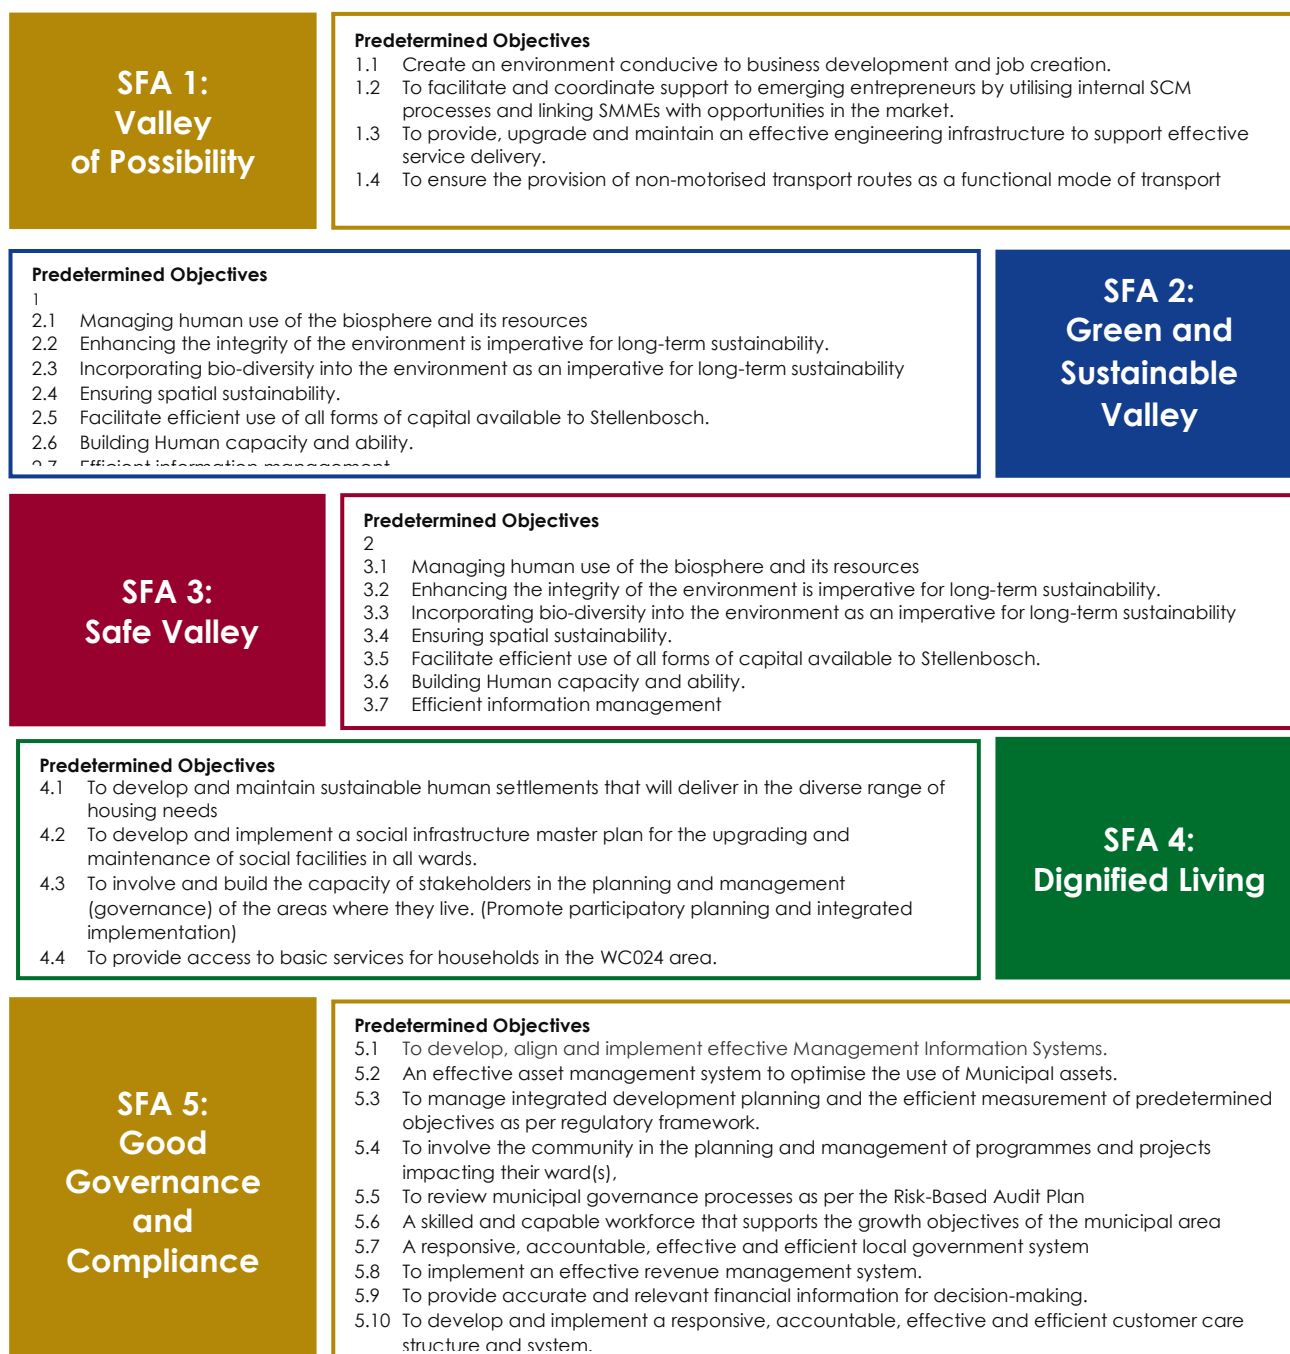 SFA 1:
Valley
of Possibility
Predetermined Objectives
1.1 Create an environment conducive to business development and job creation.
1.2 To facilitate and coordinate support to emerging entrepreneurs by utilising internal SCM
processes and linking SMMEs with opportunities in the market.
1.3 To provide, upgrade and maintain an effective engineering infrastructure to support effective
service delivery.
1.4 To ensure the provision of non-motorised transport routes as a functional mode of transport
Predetermined Objectives
1
2.1 Managing human use of the biosphere and its resources
2.2 Enhancing the integrity of the environment is imperative for long-term sustainability.
2.3 Incorporating bio-diversity into the environment as an imperative for long-term sustainability
2.4 Ensuring spatial sustainability.
2.5 Facilitate efficient use of all forms of capital available to Stellenbosch.
2.6 Building Human capacity and ability.
2.7 Efficient information management
SFA 2:
Green and
Sustainable
Valley
SFA 3:
Safe Valley
Predetermined Objectives
2
3.1 Managing human use of the biosphere and its resources
3.2 Enhancing the integrity of the environment is imperative for long-term sustainability.
3.3 Incorporating bio-diversity into the environment as an imperative for long-term sustainability
3.4 Ensuring spatial sustainability.
3.5 Facilitate efficient use of all forms of capital available to Stellenbosch.
3.6 Building Human capacity and ability.
3.7 Efficient information management
Predetermined Objectives
4.1 To develop and maintain sustainable human settlements that will deliver in the diverse range of
housing needs
4.2 To develop and implement a social infrastructure master plan for the upgrading and
maintenance of social facilities in all wards.
4.3 To involve and build the capacity of stakeholders in the planning and management
(governance) of the areas where they live. (Promote participatory planning and integrated
implementation)
4.4 To provide access to basic services for households in the WC024 area.
SFA 4:
Dignified Living
SFA 5:
Good
Governance
and
Compliance
Predetermined Objectives
5.1 To develop, align and implement effective Management Information Systems.
5.2 An effective asset management system to optimise the use of Municipal assets.
5.3 To manage integrated development planning and the efficient measurement of predetermined
objectives as per regulatory framework.
5.4 To involve the community in the planning and management of programmes and projects
impacting their ward(s),
5.5 To review municipal governance processes as per the Risk-Based Audit Plan
5.6 A skilled and capable workforce that supports the growth objectives of the municipal area
5.7 A responsive, accountable, effective and efficient local government system
5.8 To implement an effective revenue management system.
5.9 To provide accurate and relevant financial information for decision-making.
5.10 To develop and implement a responsive, accountable, effective and efficient customer care
structure and system.